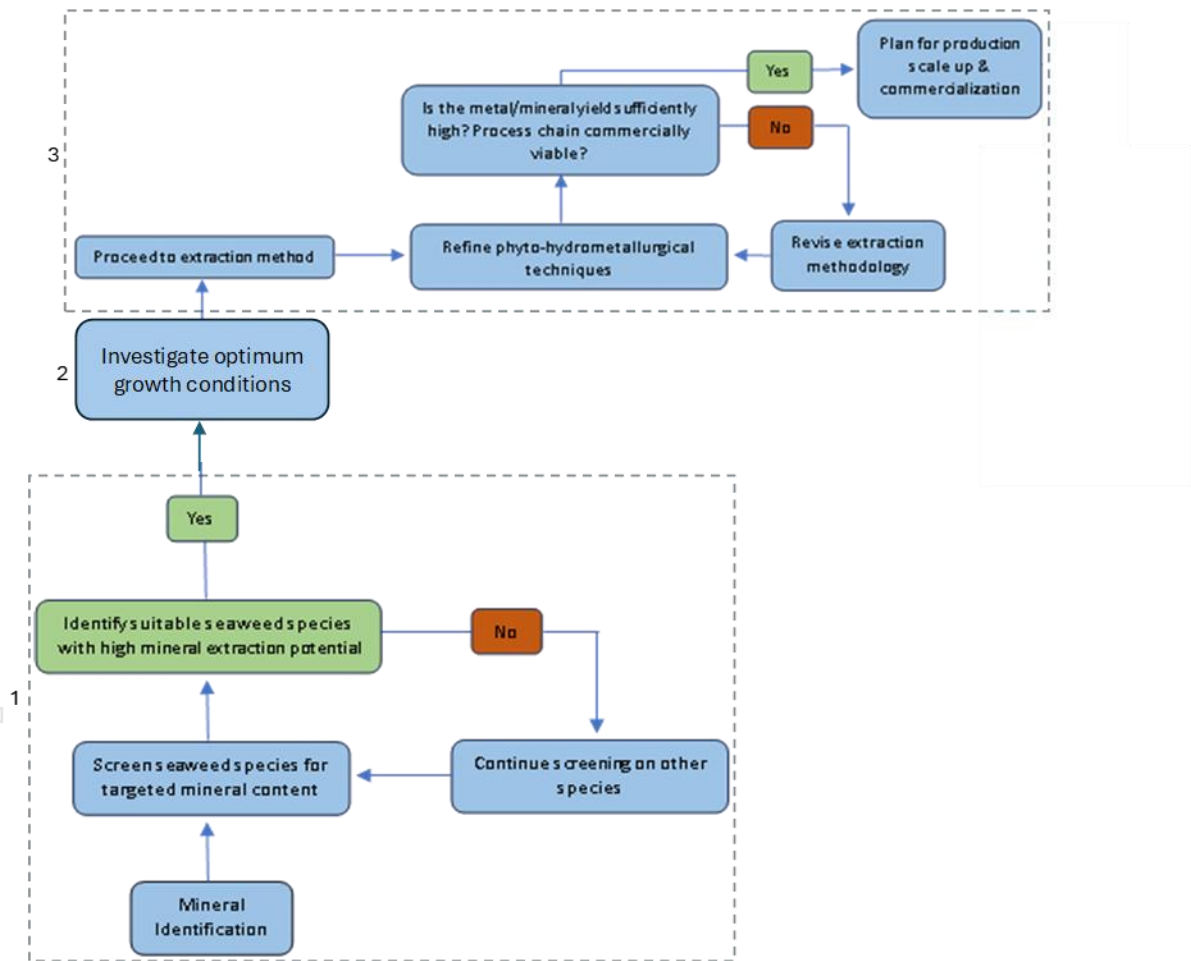 Plan for production
scale up &
commercialization
Yes
Is the metal/mineral yield sufficiently
high? Process chain commercially
viable?
No
3
Proceed to extraction method
Refine phyto-hydrometallurgical
techniques
Revise extraction
methodology
2
Investigate optimum
growth conditions
Yes
Identify suitable seaweed species
with high mineral extraction potential
No
1
Screen seaweed species for
targeted mineral content
Continue screening on other
species
Mineral
Identification